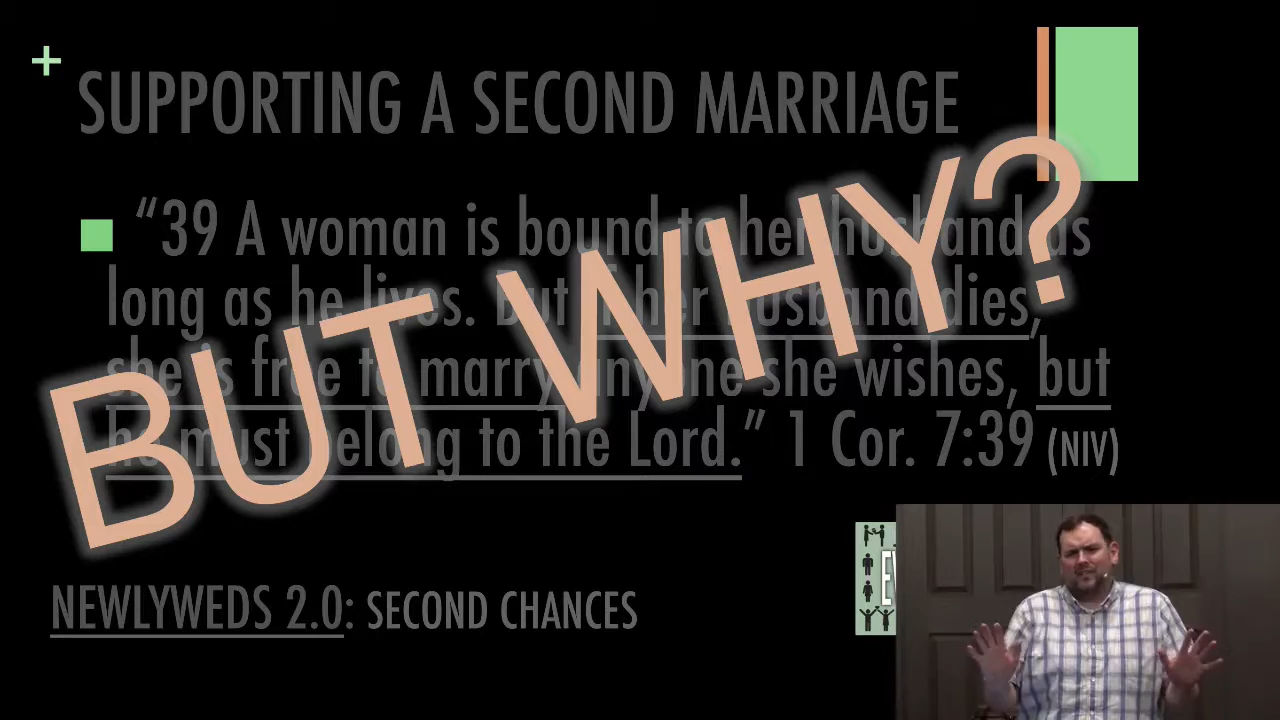 +
SUPPORTING A SECOND MARRIAGE
“39 A woman is bound to her husband as
long as he lives. But if her husband dies,
she is free to marry anyone she wishes, but
he must belong to the Lord.” 1 Cor. 7:39 (NIV)
BUT WHY?
NEWLYWEDS 2.0: SECOND CHANCES